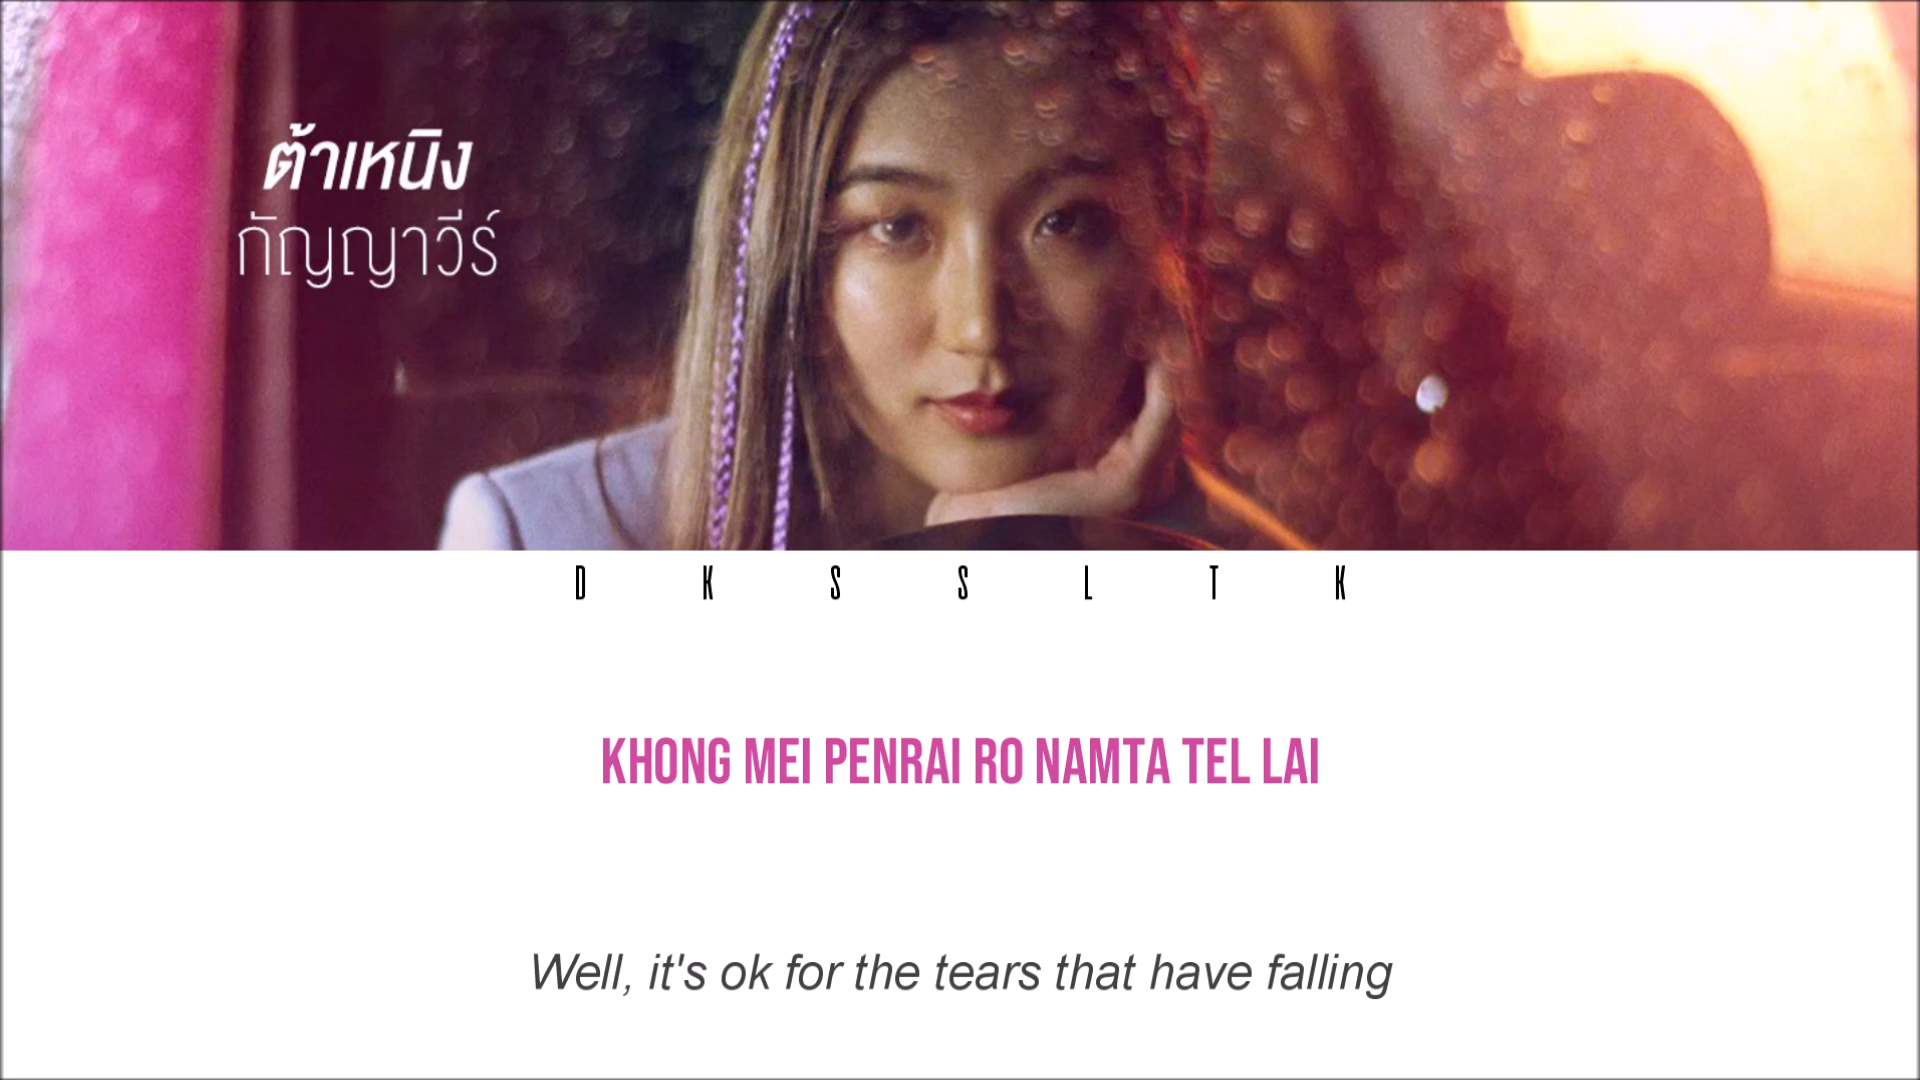 ต้าเหนิง
กัญญาวีร์
D K S S L T K
KHONG MEI PENRAI RO NAMTA TEL LAI
Well, it's ok for the tears that have falling